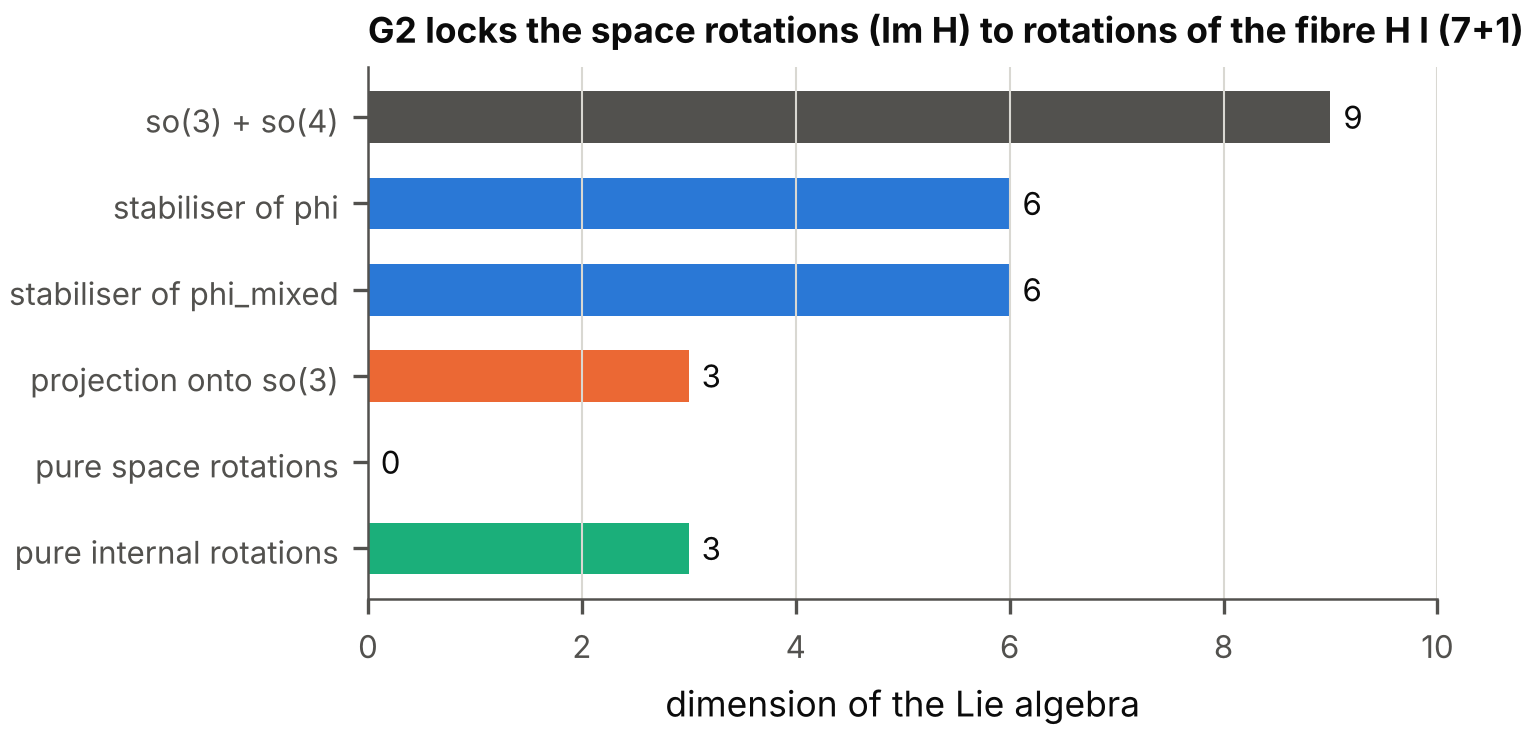 G2 locks the space rotations (Im H) to rotations of the fibre H l (7+1)
so(3) + so(4)
9
stabiliser of phi
6
stabiliser of phi_mixed
6
projection onto so(3)
3
pure space rotations
0
pure internal rotations
3
0 2 4 6 8 10
dimension of the Lie algebra